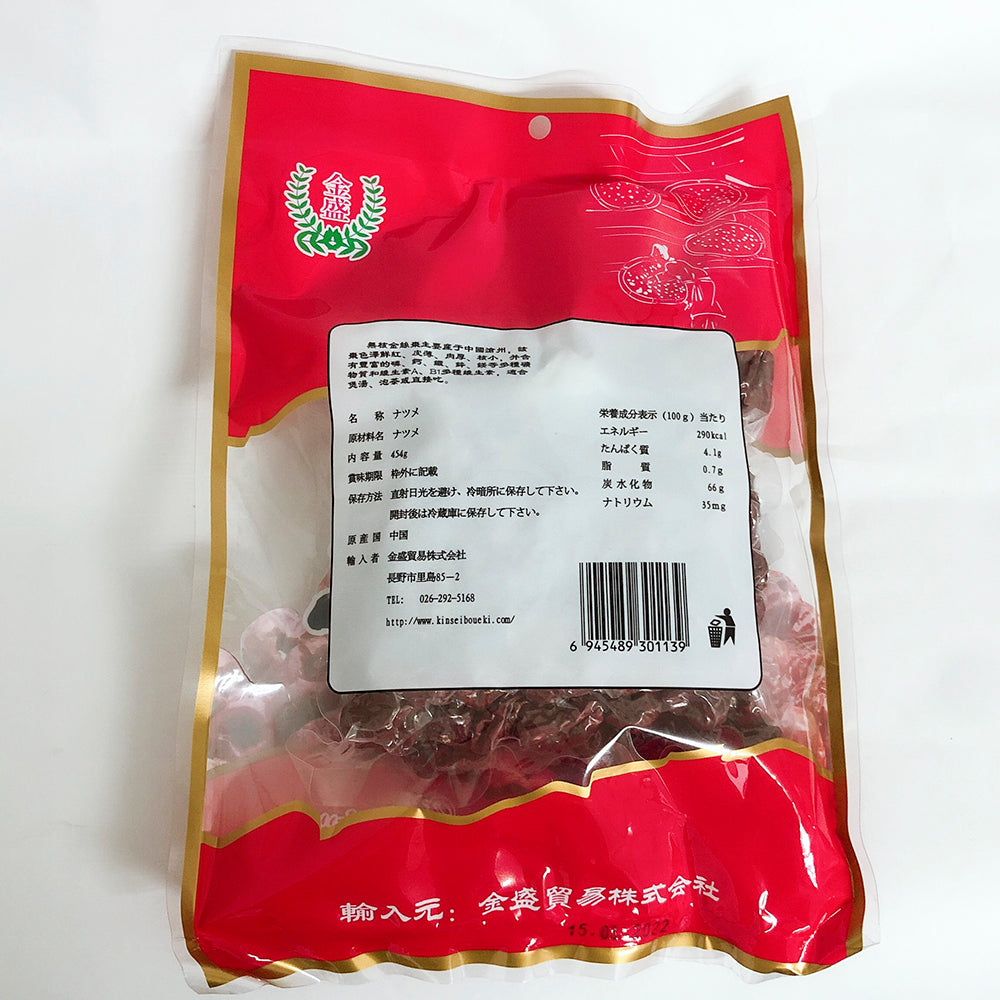 金盛
無核金絲棗主要産于中國滄州，該
棗色澤鮮紅、皮薄、肉厚、核小，并含
有豐富的磷、鈣、鐵、鋅、鎂等多種礦
物質和維生素A、B1多種維生素，適合
煲湯、泡茶或直接吃。
名称 ナツメ
原材料名 ナツメ
内容量 454g
賞味期限 枠外に記載
保存方法 直射日光を避け、冷暗所に保存して下さい。
開封後は冷蔵庫に保存して下さい。
原産国 中国
輸入者 金盛貿易株式会社
長野市里島85－2
TEL: 026-292-5168
http://www.kinseiboueki.com/
栄養成分表示（100g）当たり
エネルギー 290kcal
たんぱく質 4.1g
脂質 0.7g
炭水化物 66g
ナトリウム 35mg
6 945489 301139
輸入元：金盛貿易株式会社